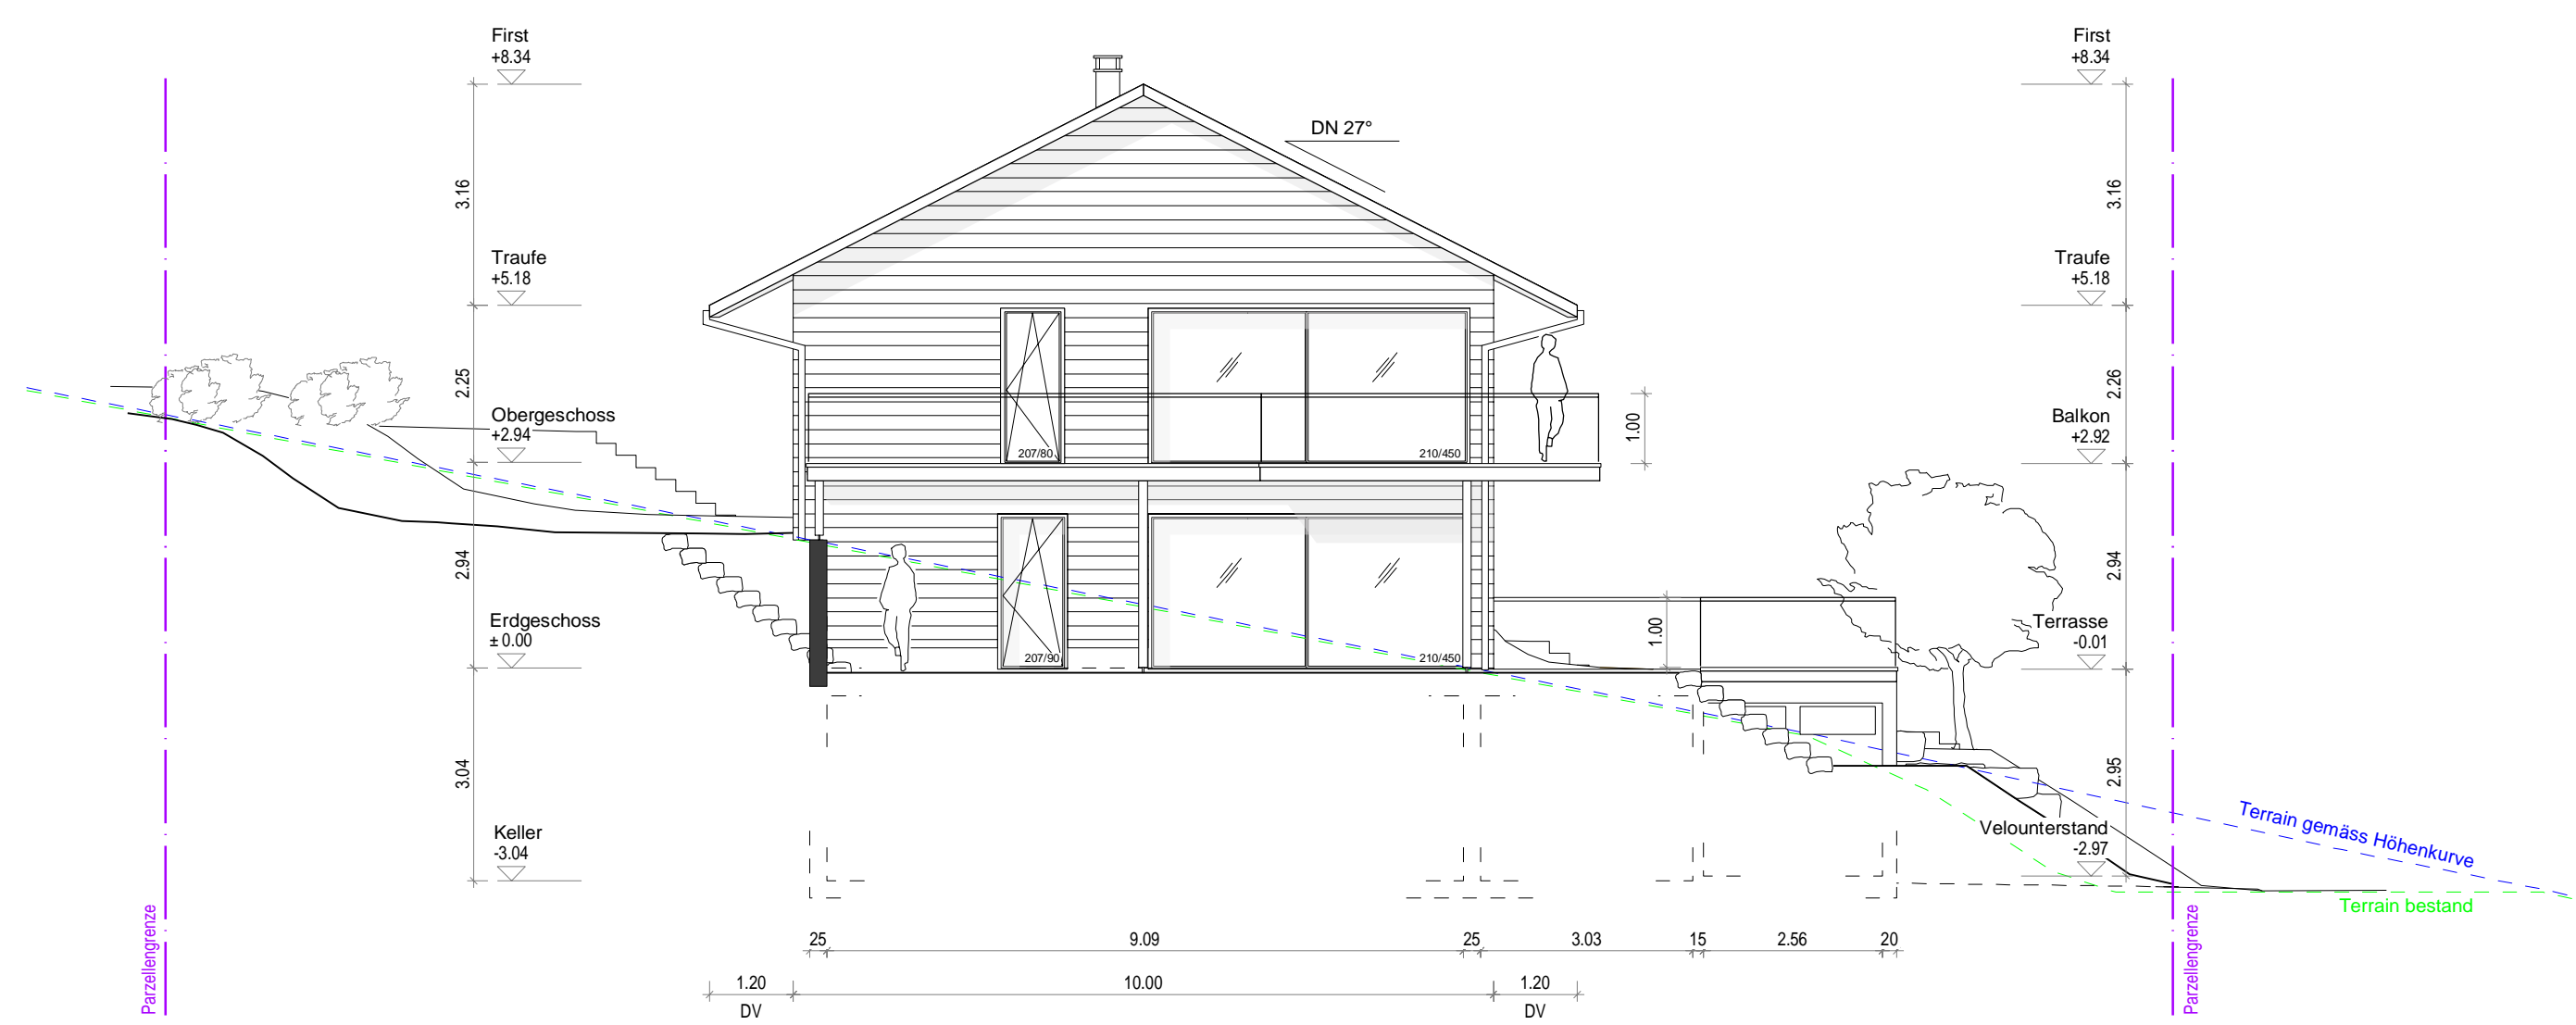 First
+8.34
First
+8.34
DN 27°
3.16
3.16
Traufe
+5.18
Traufe
+5.18
2.25
2.26
Obergeschoss
+2.94
1.00
Balkon
+2.92
207/80
210/450
2.94
2.94
Erdgeschoss
± 0.00
1.00
Terrasse
-0.01
207/90
210/450
3.04
2.95
Keller
-3.04
Velounterstand
-2.97
Terrain gemäss Höhenkurve
Terrain bestand
Parzellengrenze
Parzellengrenze
25
9.09
25
3.03
15
2.56
20
1.20
10.00
1.20
DV
DV